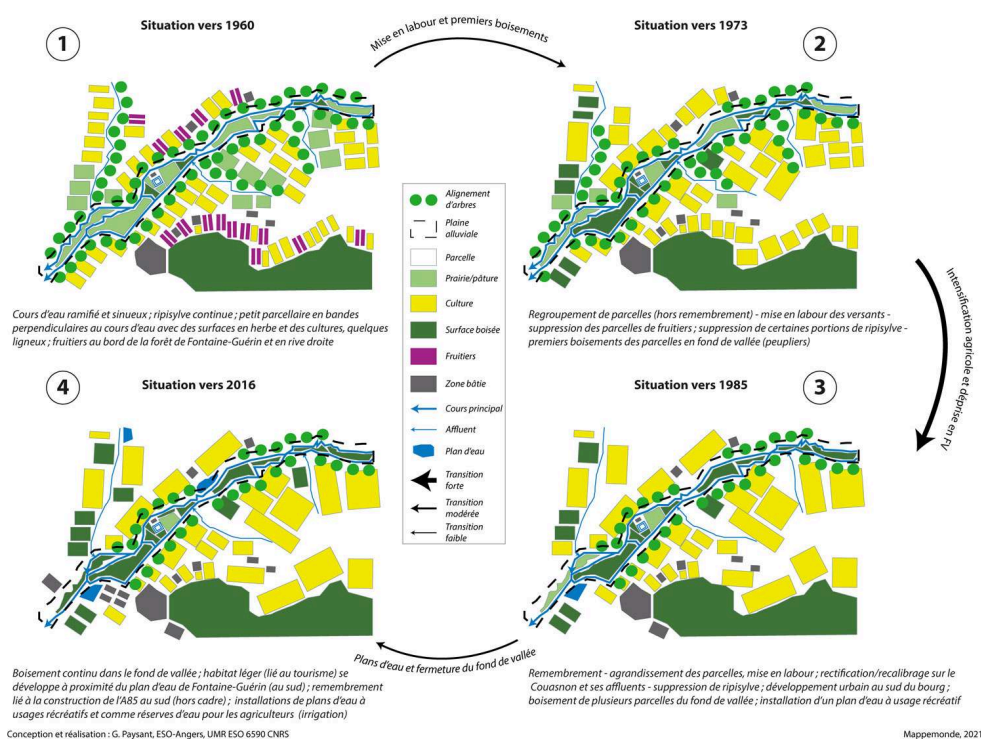 Situation vers 1960
1
Mise en labour et premiers boisements
Situation vers 1973
2
Cours d'eau ramifié et sinueux ; ripisylve continue ; petit parcellaire en bandes
perpendiculaires au cours d'eau avec des surfaces en herbe et des cultures, quelques
ligneux ; fruitiers au bord de la forêt de Fontaine-Guérin et en rive droite
Alignement
d'arbres
Plaine
alluviale
Parcelle
Prairie/pâture
Culture
Surface boisée
Fruitiers
Zone bâtie
Cours principal
Affluent
Plan d'eau
Transition
forte
Transition
modérée
Transition
faible
Regroupement de parcelles (hors remembrement) - mise en labour des versants -
suppression des parcelles de fruitiers ; suppression de certaines portions de ripisylve -
premiers boisements des parcelles en fond de vallée (peupliers)
Intensification agricole et déprise en FV
4
Situation vers 2016
Situation vers 1985
3
Plans d'eau et fermeture du fond de vallée
Boisement continu dans le fond de vallée ; habitat léger (lié au tourisme) se
développe à proximité du plan d'eau de Fontaine-Guérin (au sud) ; remembrement
lié à la construction de l'A85 au sud (hors cadre) ; installations de plans d'eau à
usages récréatifs et comme réserves d'eau pour les agriculteurs (irrigation)
Remembrement - agrandissement des parcelles, mise en labour ; rectification/recalibrage sur le
Couasnon et ses affluents - suppression de ripisylve ; développement urbain au sud du bourg ;
boisement de plusieurs parcelles du fond de vallée ; installation d'un plan d'eau à usage récréatif
Conception et réalisation : G. Paysant, ESO-Angers, UMR ESO 6590 CNRS
Mappemonde, 2021